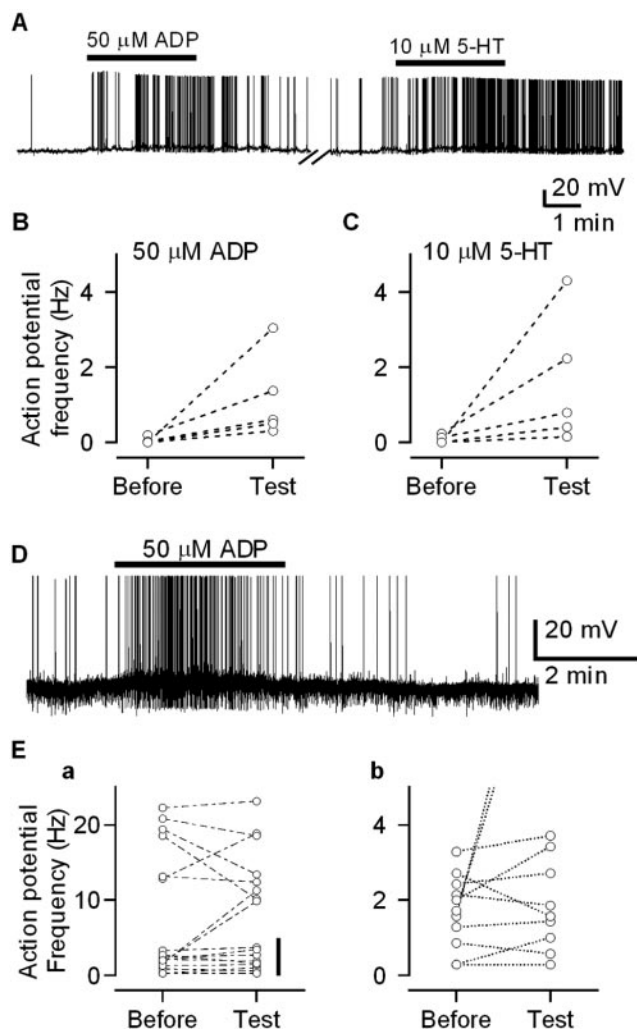 A
50 μM ADP
10 μM 5-HT
20 mV
1 min
B
50 μM ADP
Action potential
frequency (Hz)
4
2
0
Before
Test
C
10 μM 5-HT
4
2
0
Before
Test
D
50 μM ADP
20 mV
2 min
E
a
Action potential
Frequency (Hz)
20
10
0
Before
Test
b
4
2
0
Before
Test